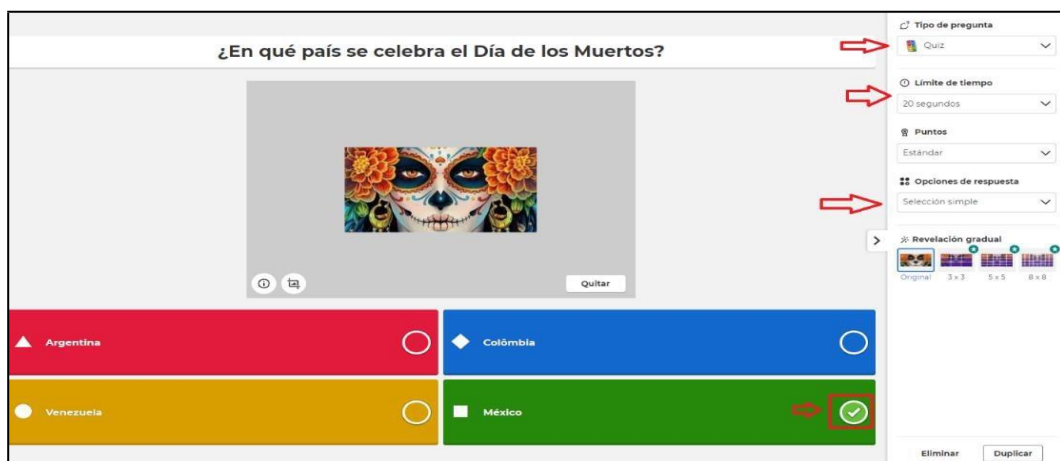 ¿En qué país se celebra el Día de los Muertos?
Quitar
Argentina
Colômbia
Venezuela
México
Tipo de pregunta
Quiz
Límite de tiempo
20 segundos
Puntos
Estándar
Opciones de respuesta
Selección simple
Revelación gradual
Original 3 x 3 5 x 5 8 x 8
Eliminar Duplicar